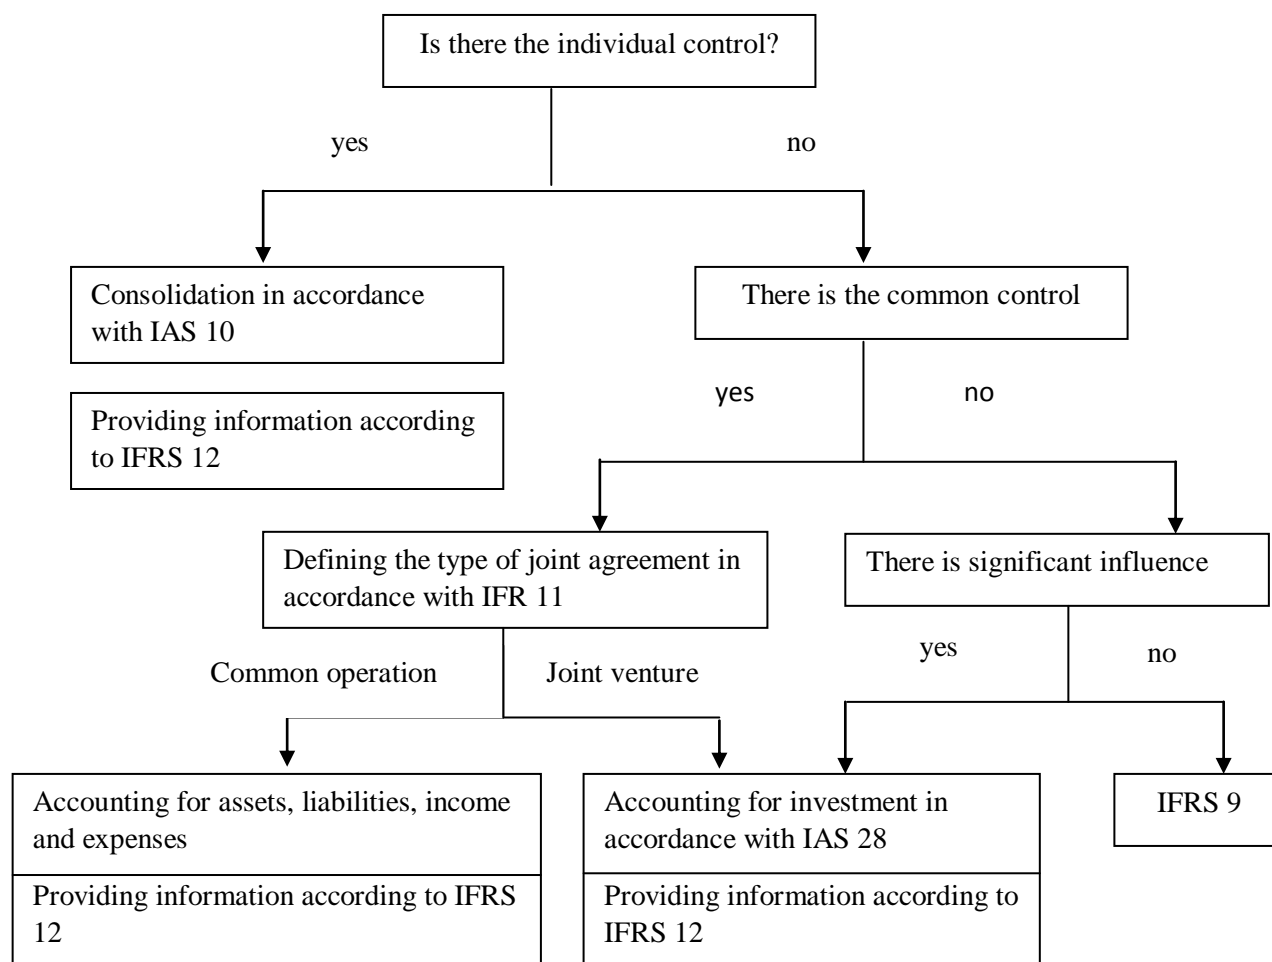 Is there the individual control?
yes
no
Consolidation in accordance
with IAS 10
There is the common control
Providing information according
to IFRS 12
yes
no
Defining the type of joint agreement in
accordance with IFR 11
There is significant influence
Common operation
Joint venture
yes
no
Accounting for assets, liabilities, income
and expenses
Providing information according to IFRS
12
Accounting for investment in
accordance with IAS 28
Providing information according to
IFRS 12
IFRS 9